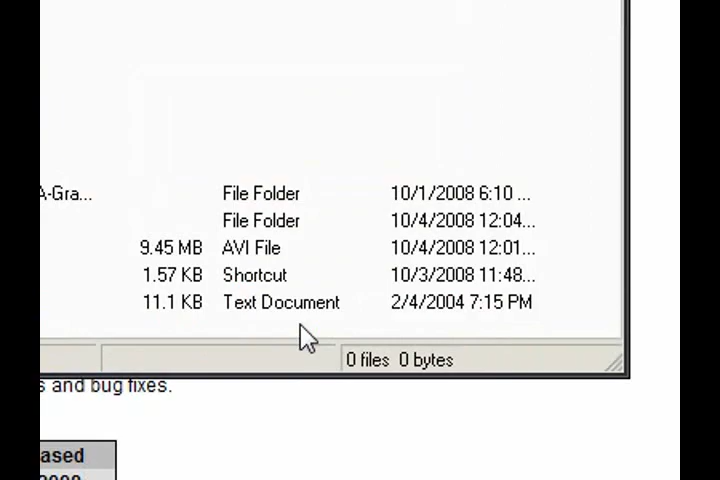 A-Gra... File Folder 10/1/2008 6:10 ...
File Folder 10/4/2008 12:04...
9.45 MB AVI File 10/4/2008 12:01...
1.57 KB Shortcut 10/3/2008 11:48...
11.1 KB Text Document 2/4/2004 7:15 PM
0 files 0 bytes
s and bug fixes.
ased